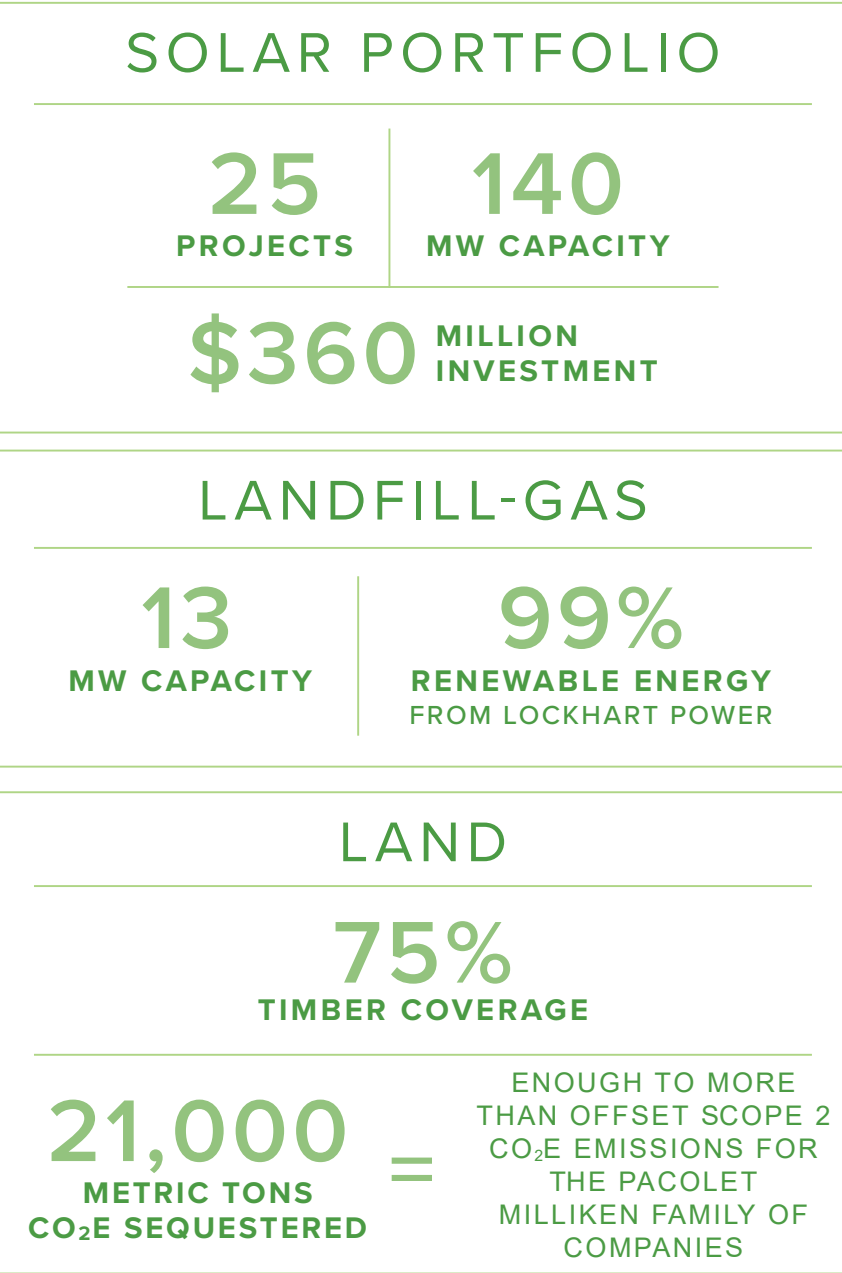 SOLAR PORTFOLIO
25
PROJECTS
140
MW CAPACITY
$360
MILLION
INVESTMENT
LANDFILL-GAS
13
MW CAPACITY
99%
RENEWABLE ENERGY
FROM LOCKHART POWER
LAND
75%
TIMBER COVERAGE
21,000
METRIC TONS
CO₂E SEQUESTERED
=
ENOUGH TO MORE
THAN OFFSET SCOPE 2
CO₂E EMISSIONS FOR
THE PACOLET
MILLIKEN FAMILY OF
COMPANIES